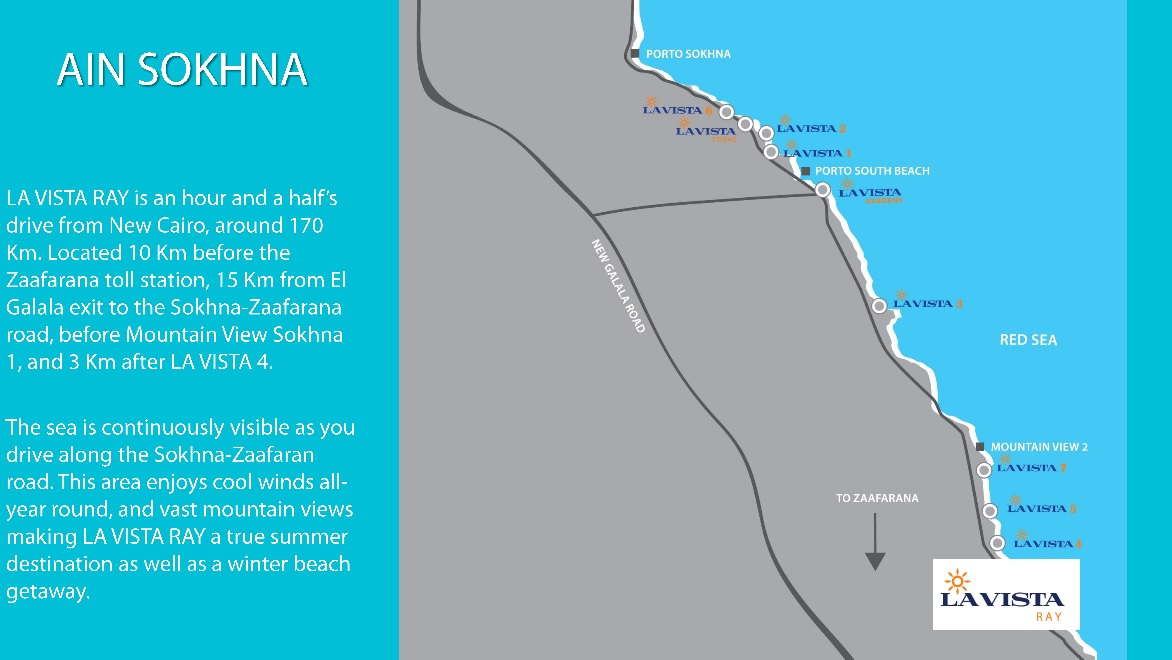 AIN SOKHNA
LA VISTA RAY is an hour and a half's
drive from New Cairo, around 170
Km. Located 10 Km before the
Zaafarana toll station, 15 Km from El
Galala exit to the Sokhna-Zaafarana
road, before Mountain View Sokhna
1, and 3 Km after LA VISTA 4.
The sea is continuously visible as you
drive along the Sokhna-Zaafaran
road. This area enjoys cool winds all-
year round, and vast mountain views
making LA VISTA RAY a true summer
destination as well as a winter beach
getaway.
PORTO SOKHNA
LAVISTA 6
LAVISTA
LAVISTA 2
LAVISTA 1
PORTO SOUTH BEACH
LAVISTA
GARDENS
NEW GALALA ROAD
LAVISTA 3
RED SEA
MOUNTAIN VIEW 2
LAVISTA 7
TO ZAAFARANA
LAVISTA 5
LAVISTA 4
LAVISTA
RAY